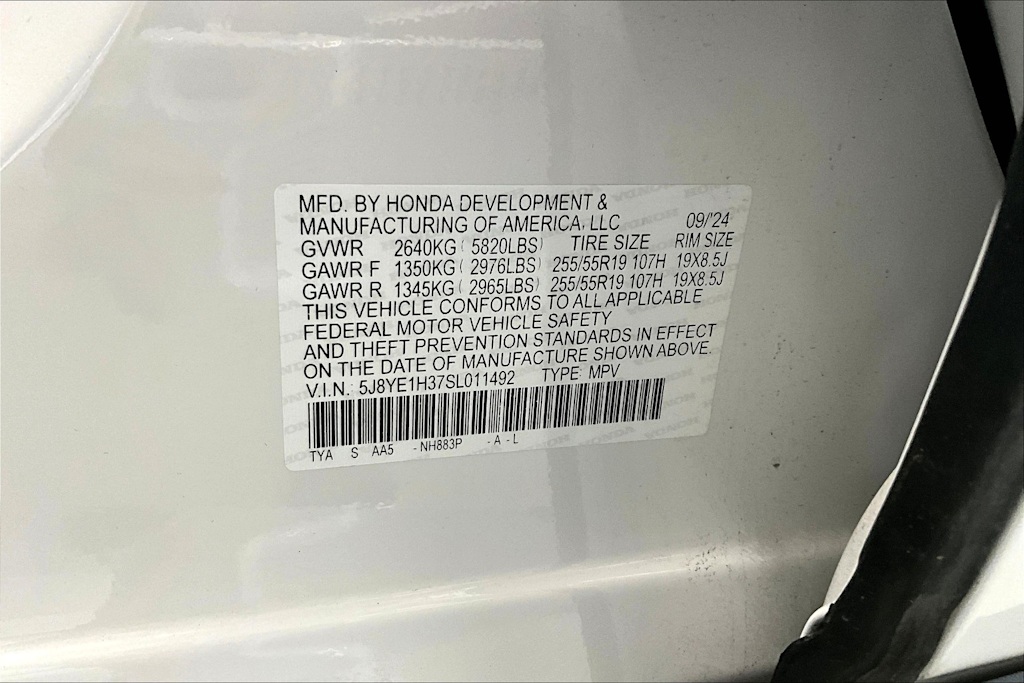 MFD. BY HONDA DEVELOPMENT &
MANUFACTURING OF AMERICA, LLC 09/'24
GVWR 2640KG ( 5820LBS) TIRE SIZE RIM SIZE
GAWR F 1350KG ( 2976LBS) 255/55R19 107H 19X8.5J
GAWR R 1345KG ( 2965LBS) 255/55R19 107H 19X8.5J
THIS VEHICLE CONFORMS TO ALL APPLICABLE
FEDERAL MOTOR VEHICLE SAFETY
AND THEFT PREVENTION STANDARDS IN EFFECT
ON THE DATE OF MANUFACTURE SHOWN ABOVE.
V.I.N.: 5J8YE1H37SL011492 TYPE: MPV
TYA S AA5 -NH883P -A-L